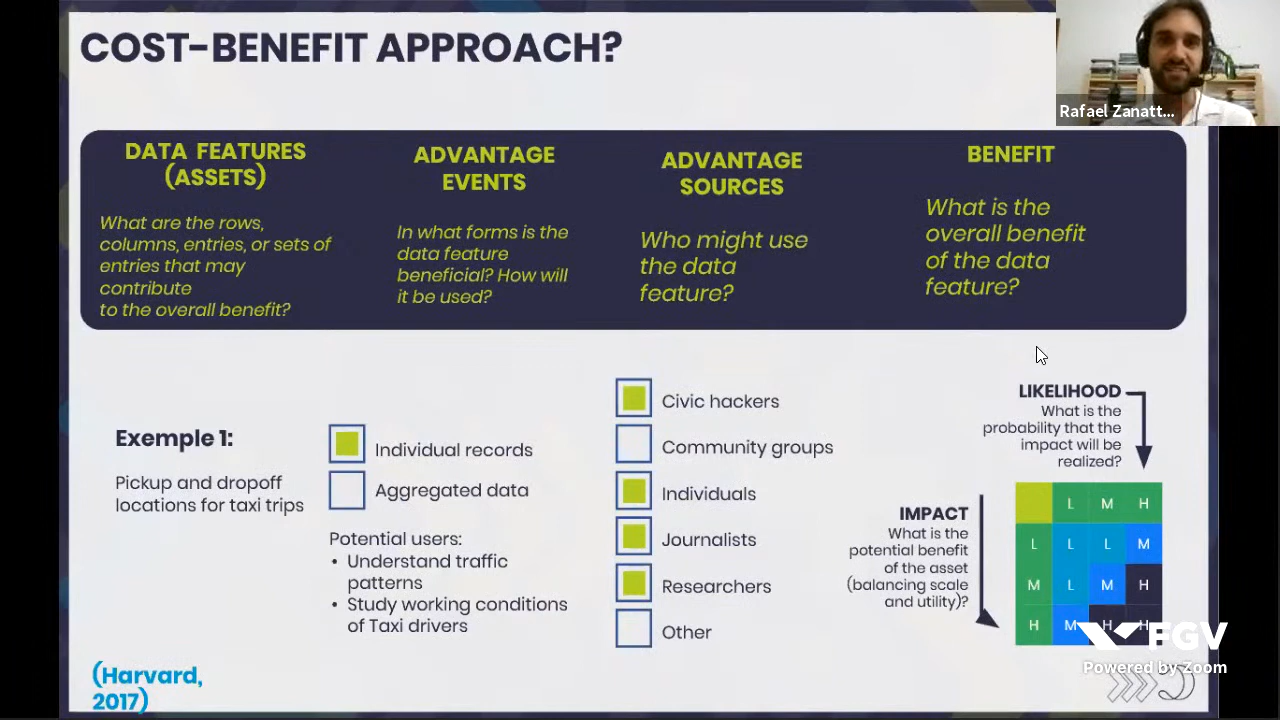 COST-BENEFIT APPROACH?
Rafael Zanatt...
DATA FEATURES
(ASSETS)
What are the rows,
columns, entries, or sets of
entries that may
contribute
to the overall benefit?
ADVANTAGE
EVENTS
In what forms is the
data feature
beneficial? How will
it be used?
ADVANTAGE
SOURCES
Who might use
the data
feature?
BENEFIT
What is the
overall benefit
of the data
feature?
Exemple 1:
Pickup and dropoff
locations for taxi trips
Individual records
Aggregated data
Potential users:
• Understand traffic
patterns
• Study working conditions
of Taxi drivers
Civic hackers
Community groups
Individuals
Journalists
Researchers
Other
LIKELIHOOD
What is the
probability that the
impact will be
realized?
IMPACT
What is the
potential benefit
of the asset
(balancing scale
and utility)?
L M H
L L L M
M L M H
H M H H
FGV
Powered by Zoom
(Harvard,
2017)